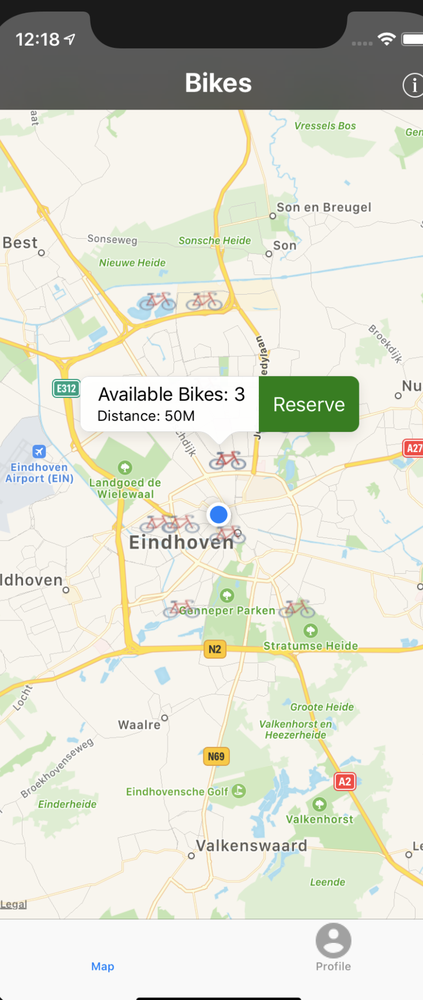 12:18
Bikes
aat
Vressels Bos
Gen
Son en Breugel
Best
Sonseweg
Sonsche Heide
Son
Nieuwe Heide
Broekdijk
edylaan
E312
Available Bikes: 3
Reserve
Distance: 50M
Nu
J
chdijk
A27
Eindhoven
Airport (EIN)
Landgoed de
Wielewaal
Eindhoven
ldhoven
Genneper Parken
Stratumse Heide
N2
Locht
Groote Heide
Waalre
Valkenhorst en
Heezerheide
Broekhovenseweg
N69
A2
Eindhovensche Golf
Einderheide
Valkenhorst
Valkenswaard
Le
Leende
Legal
Map
Profile